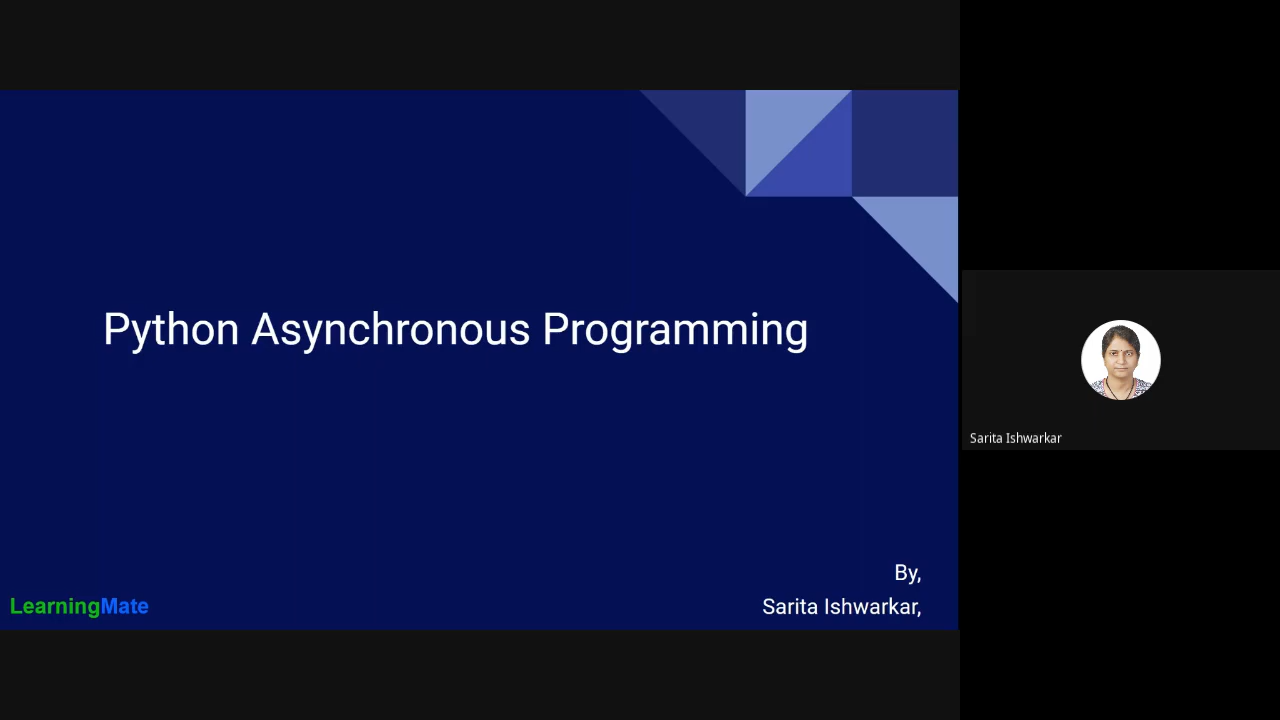 Python Asynchronous Programming
By,
Sarita Ishwarkar,
LearningMate
Sarita Ishwarkar